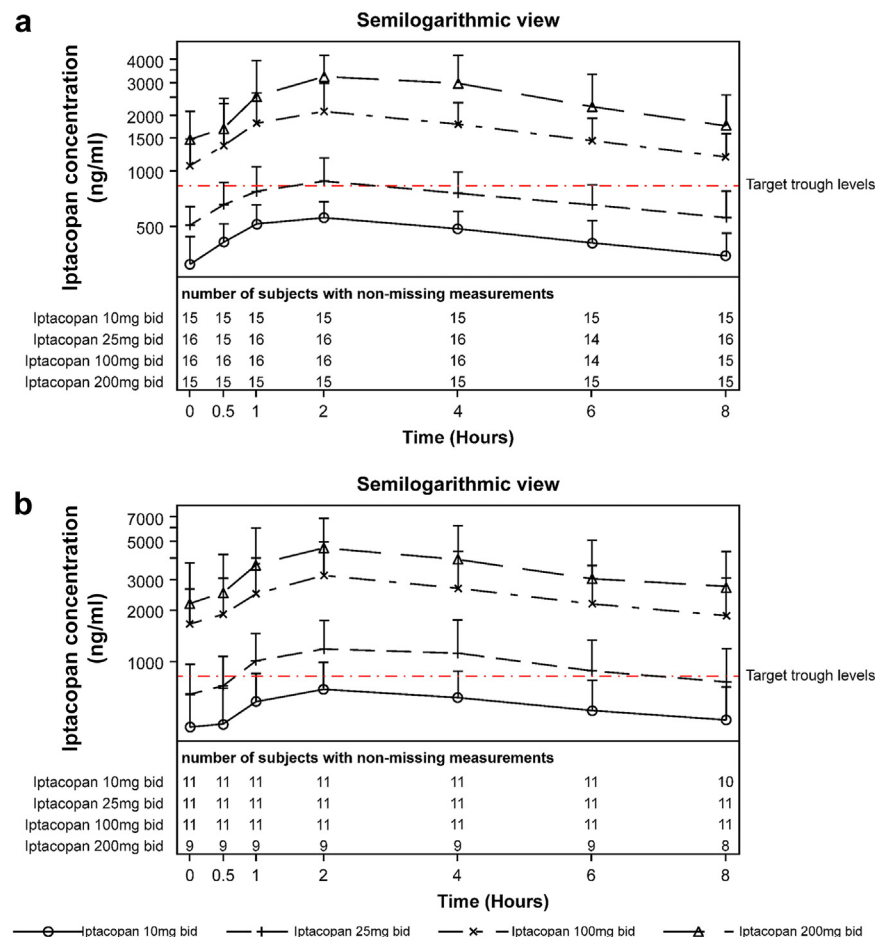 a
Semilogarithmic view
Iptacopan concentration
(ng/ml)
4000
3000
2000
1500
1000
500
Target trough levels
number of subjects with non-missing measurements
Iptacopan 10mg bid 15 15 15 15 15 15 15
Iptacopan 25mg bid 16 15 16 16 16 14 16
Iptacopan 100mg bid 16 16 16 16 16 14 15
Iptacopan 200mg bid 15 15 15 15 15 15 15
0 0.5 1 2 4 6 8
Time (Hours)
b
Semilogarithmic view
Iptacopan concentration
(ng/ml)
7000
5000
3000
2000
1000
Target trough levels
number of subjects with non-missing measurements
Iptacopan 10mg bid 11 11 11 11 11 11 10
Iptacopan 25mg bid 11 11 11 11 11 11 11
Iptacopan 100mg bid 11 11 11 11 11 11 11
Iptacopan 200mg bid 9 9 9 9 9 9 8
0 0.5 1 2 4 6 8
Time (Hours)
Iptacopan 10mg bid Iptacopan 25mg bid Iptacopan 100mg bid Iptacopan 200mg bid